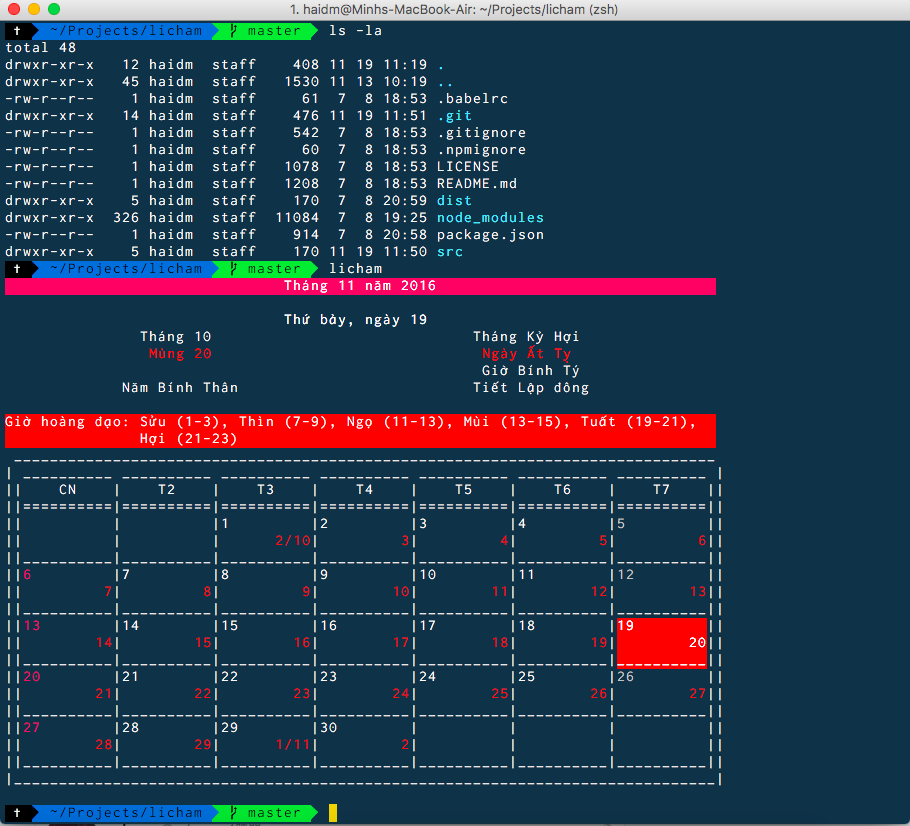 1. haidm@Minhs-MacBook-Air: ~/Projects/licham (zsh)
† ~/Projects/licham master ls -la
total 48
drwxr-xr-x 12 haidm staff 408 11 19 11:19 .
drwxr-xr-x 45 haidm staff 1530 11 13 10:19 ..
-rw-r--r-- 1 haidm staff 61 7 8 18:53 .babelrc
drwxr-xr-x 14 haidm staff 476 11 19 11:51 .git
-rw-r--r-- 1 haidm staff 542 7 8 18:53 .gitignore
-rw-r--r-- 1 haidm staff 60 7 8 18:53 .npmignore
-rw-r--r-- 1 haidm staff 1078 7 8 18:53 LICENSE
-rw-r--r-- 1 haidm staff 1208 7 8 18:53 README.md
drwxr-xr-x 5 haidm staff 170 7 8 20:59 dist
drwxr-xr-x 326 haidm staff 11084 7 8 19:25 node_modules
-rw-r--r-- 1 haidm staff 914 7 8 20:58 package.json
drwxr-xr-x 5 haidm staff 170 11 19 11:50 src
† ~/Projects/licham master licham
Tháng 11 năm 2016
Thứ bảy, ngày 19
Tháng 10 Tháng Kỷ Hợi
Mùng 20 Ngày Ất Tỵ
Giờ Bính Tý
Năm Bính Thân Tiết Lập đông
Giờ hoàng đạo: Sửu (1-3), Thìn (7-9), Ngọ (11-13), Mùi (13-15), Tuất (19-21),
Hợi (21-23)
CN T2 T3 T4 T5 T6 T7
1 2 3 4 5
2/10 3 4 5 6
6 7 8 9 10 11 12
7 8 9 10 11 12 13
13 14 15 16 17 18 19
14 15 16 17 18 19 20
20 21 22 23 24 25 26
21 22 23 24 25 26 27
27 28 29 30
28 29 1/11 2
† ~/Projects/licham master